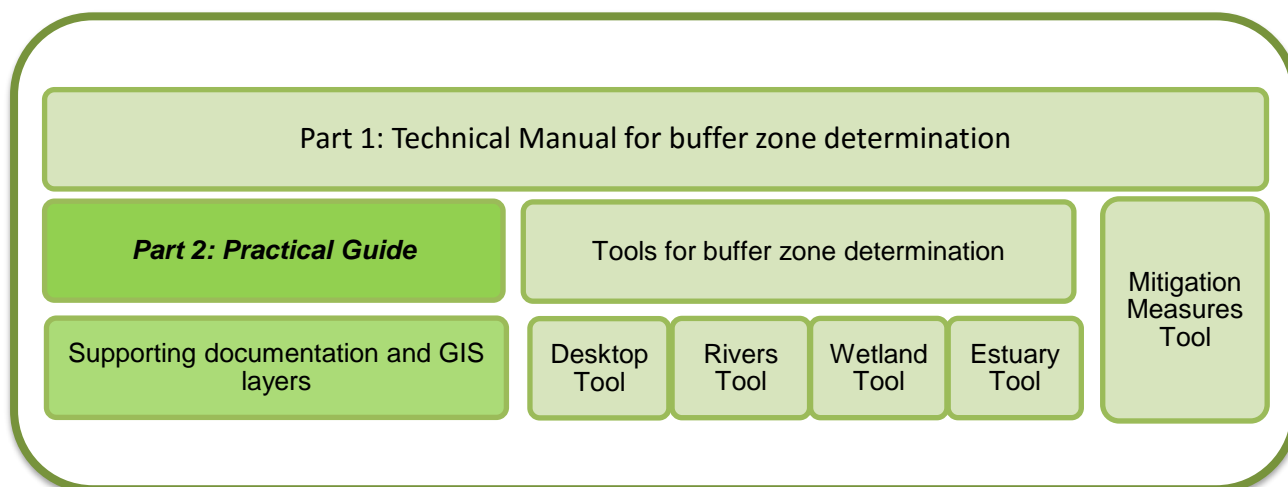 Part 1: Technical Manual for buffer zone determination
Part 2: Practical Guide
Tools for buffer zone determination
Mitigation
Measures
Tool
Supporting documentation and GIS
layers
Desktop
Tool
Rivers
Tool
Wetland
Tool
Estuary
Tool